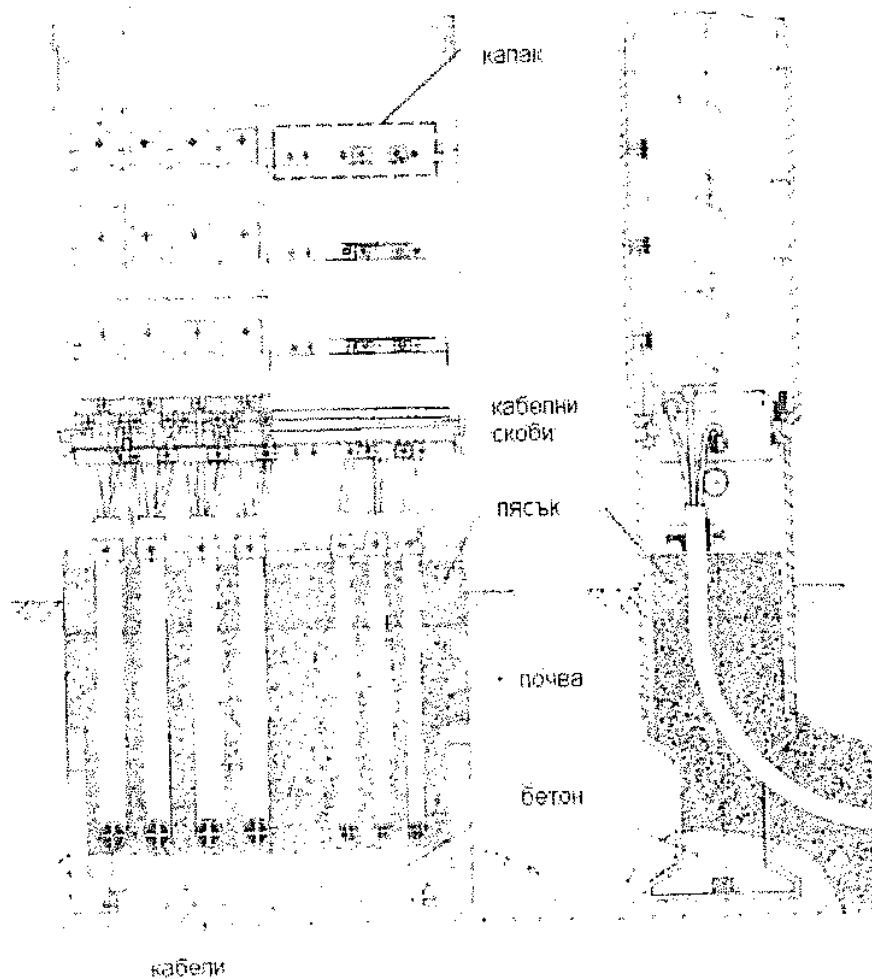 капак
кабелни
скоби
пясък
почва
бетон
кабели